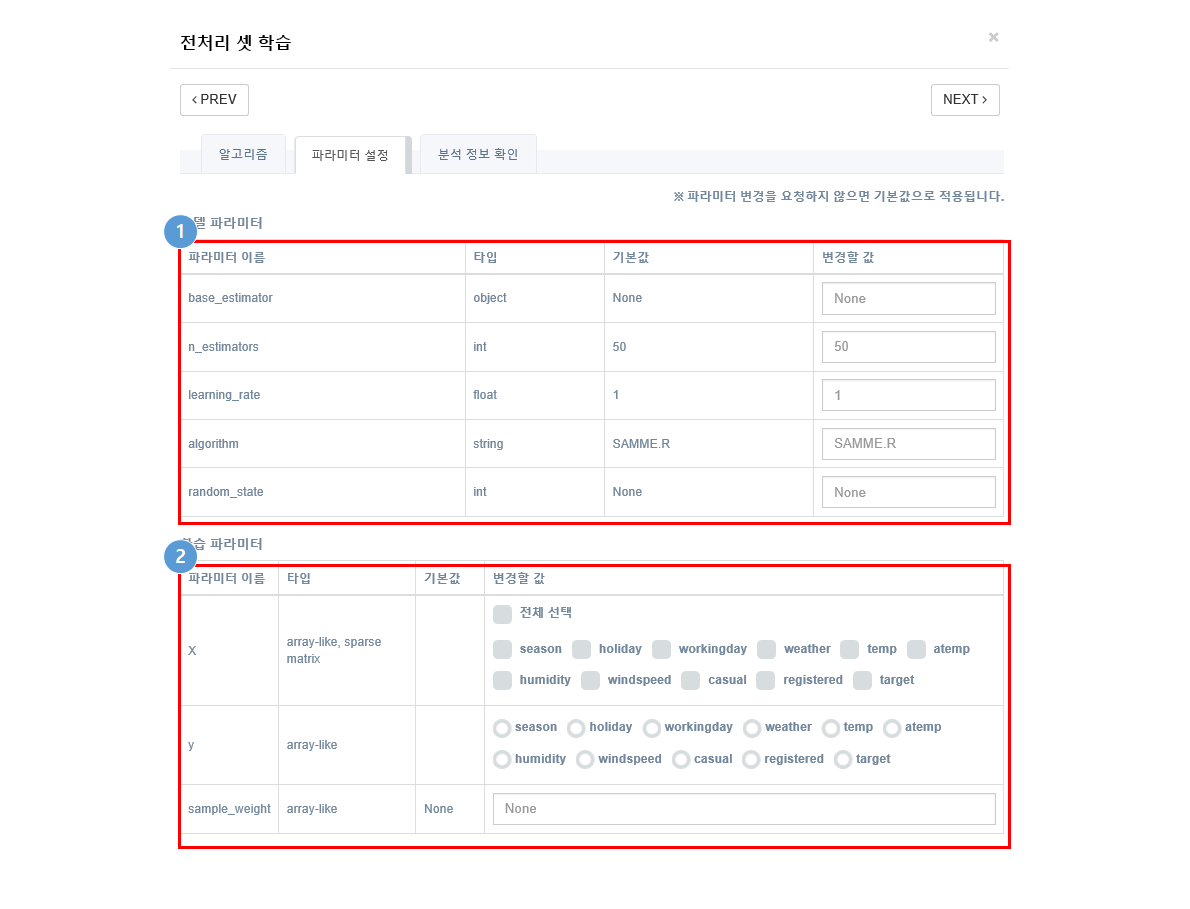 전처리 셋 학습
×
‹ PREV
NEXT ›
알고리즘 파라미터 설정 분석 정보 확인
※ 파라미터 변경을 요청하지 않으면 기본값으로 적용됩니다.
1 델 파라미터
파라미터 이름 타입 기본값 변경할 값
base_estimator object None None
n_estimators int 50 50
learning_rate float 1 1
algorithm string SAMME.R SAMME.R
random_state int None None
2 습 파라미터
파라미터 이름 타입 기본값 변경할 값
전체 선택
X array-like, sparse matrix
season holiday workingday weather temp atemp
humidity windspeed casual registered target
y array-like
season holiday workingday weather temp atemp
humidity windspeed casual registered target
sample_weight array-like None None